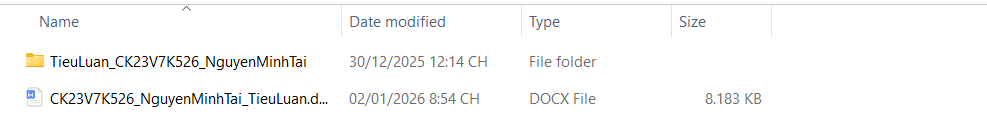 Name Date modified Type Size
TieuLuan_CK23V7K526_NguyenMinhTai 30/12/2025 12:14 CH File folder
CK23V7K526_NguyenMinhTai_TieuLuan.d... 02/01/2026 8:54 CH DOCX File 8.183 KB